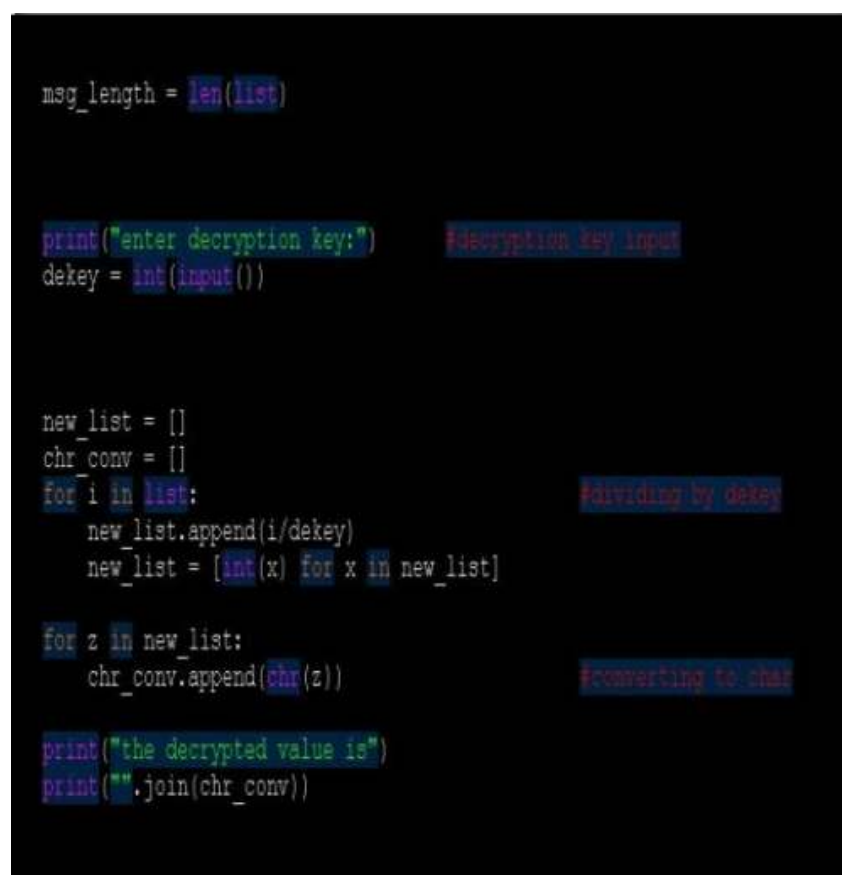 msg_length = len(list)
print("enter decryption key:") #decryption key input
dekey = int(input())
new_list = []
chr_conv = []
for i in list: #dividing by dekey
new_list.append(i/dekey)
new_list = [int(x) for x in new_list]
for z in new_list:
chr_conv.append(chr(z)) #converting to char
print("the decrypted value is")
print("".join(chr_conv))